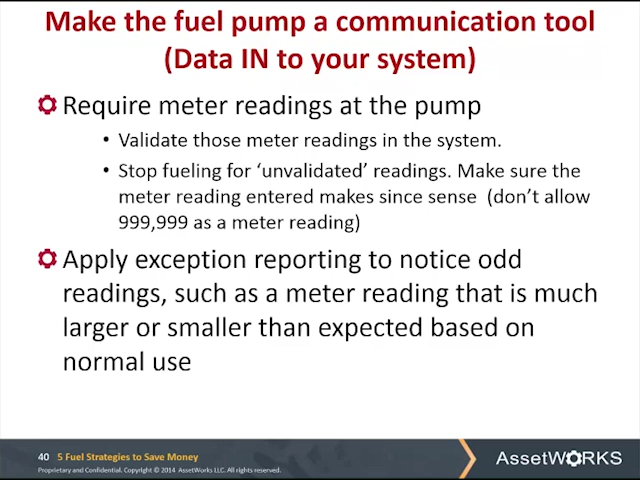 Make the fuel pump a communication tool
(Data IN to your system)
Require meter readings at the pump
• Validate those meter readings in the system.
• Stop fueling for ‘unvalidated’ readings. Make sure the
meter reading entered makes since sense (don’t allow
999,999 as a meter reading)
Apply exception reporting to notice odd
readings, such as a meter reading that is much
larger or smaller than expected based on
normal use
40 5 Fuel Strategies to Save Money
Proprietary and Confidential. Copyright © 2014 AssetWorks LLC. All rights reserved.
AssetWORKS